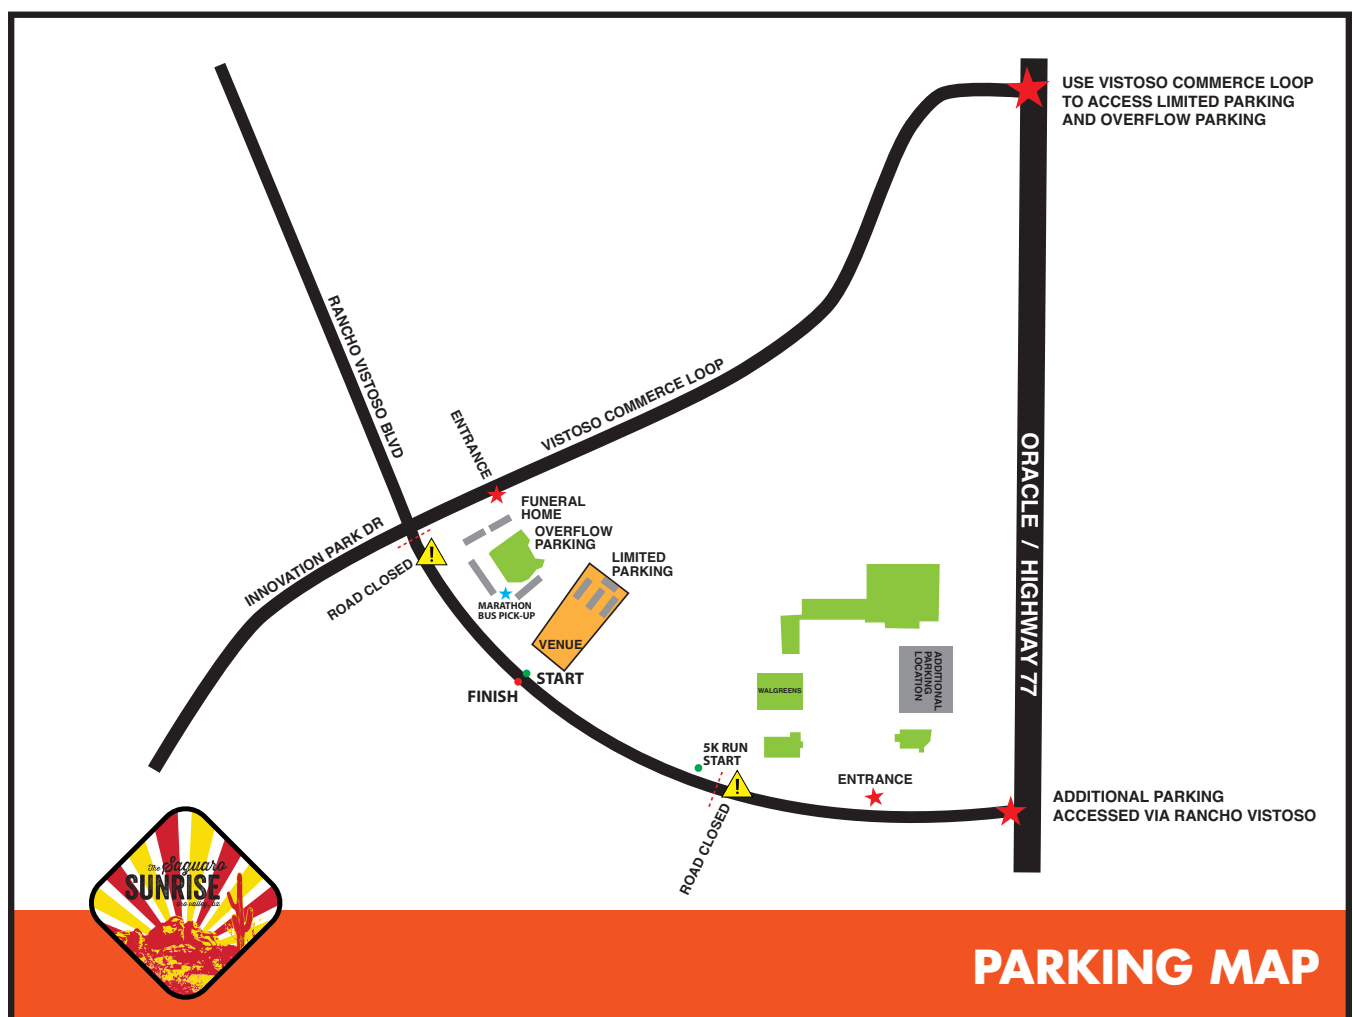 USE VISTOSO COMMERCE LOOP
TO ACCESS LIMITED PARKING
AND OVERFLOW PARKING
RANCHO VISTOSO BLVD
ENTRANCE
VISTOSO COMMERCE LOOP
ORACLE / HIGHWAY 77
INNOVATION PARK DR
ROAD CLOSED
!
FUNERAL
HOME
OVERFLOW
PARKING
LIMITED
PARKING
MARATHON
BUS PICK-UP
VENUE
START
FINISH
WALGREENS
ADDITIONAL
PARKING
LOCATION
5K RUN
START
!
ROAD CLOSED
ENTRANCE
ADDITIONAL PARKING
ACCESSED VIA RANCHO VISTOSO
The Saguaro
SUNRISE
oro valley, az
PARKING MAP